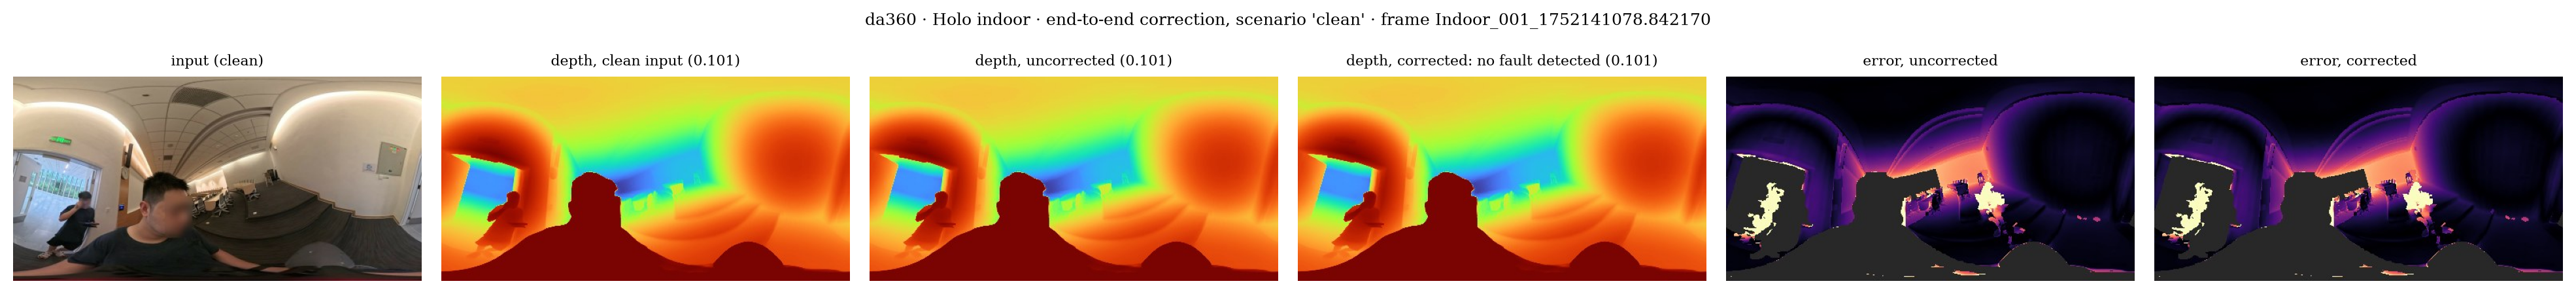 da360 · Holo indoor · end-to-end correction, scenario 'clean' · frame Indoor_001_1752141078.842170
input (clean)
depth, clean input (0.101)
depth, uncorrected (0.101)
depth, corrected: no fault detected (0.101)
error, uncorrected
error, corrected